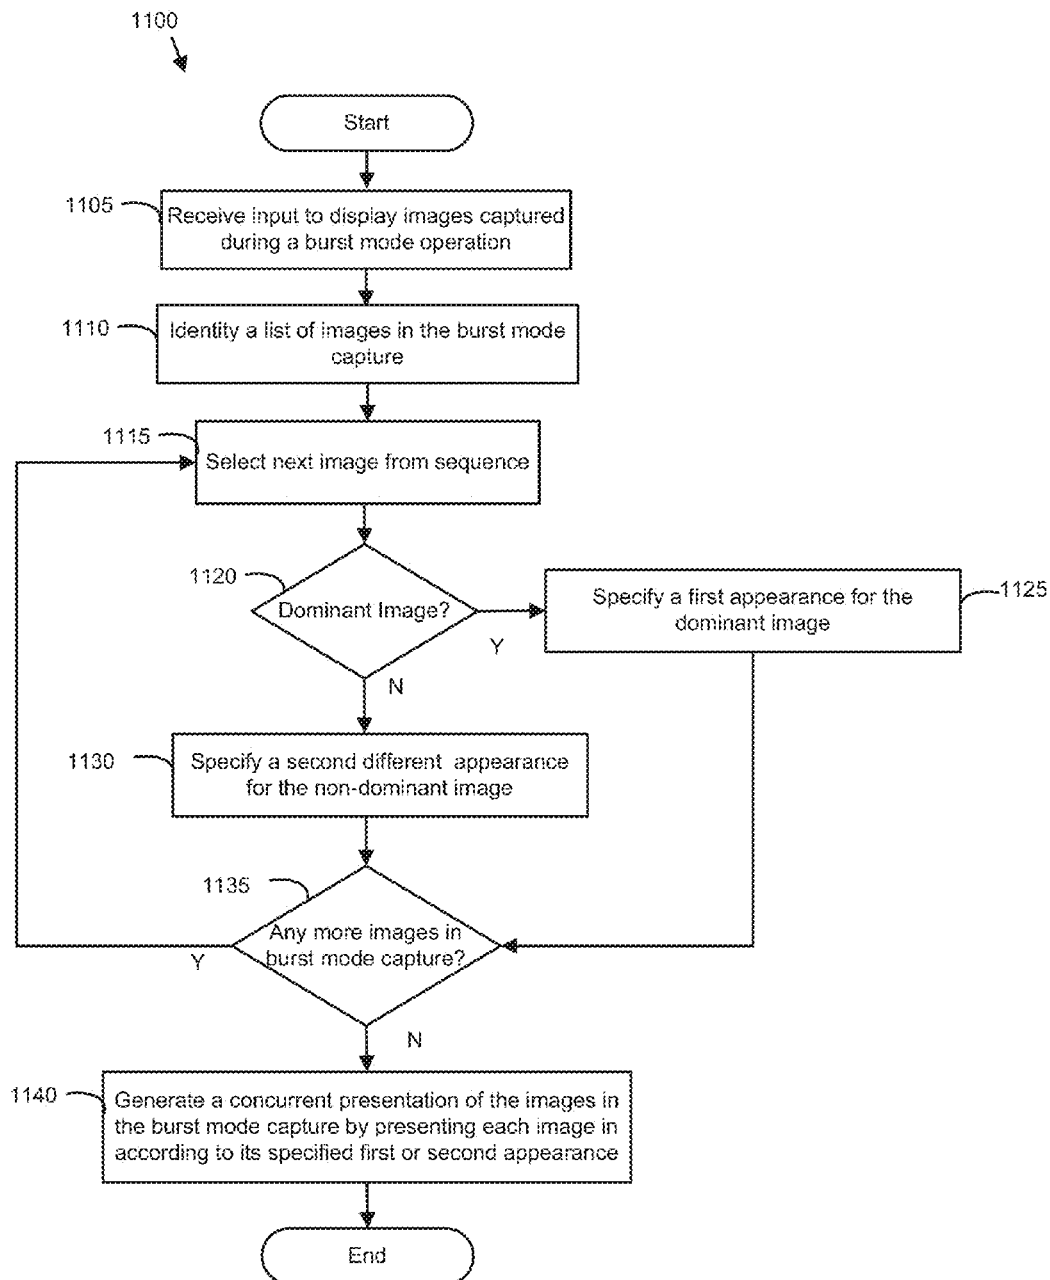 1100
Start
1105
Receive input to display images captured
during a burst mode operation
1110
Identity a list of images in the burst mode
capture
1115
Select next image from sequence
1120
Dominant Image?
Y
Specify a first appearance for the
dominant image
1125
N
1130
Specify a second different appearance
for the non-dominant image
1135
Any more images in
burst mode capture?
Y
N
1140
Generate a concurrent presentation of the images in
the burst mode capture by presenting each image in
according to its specified first or second appearance
End